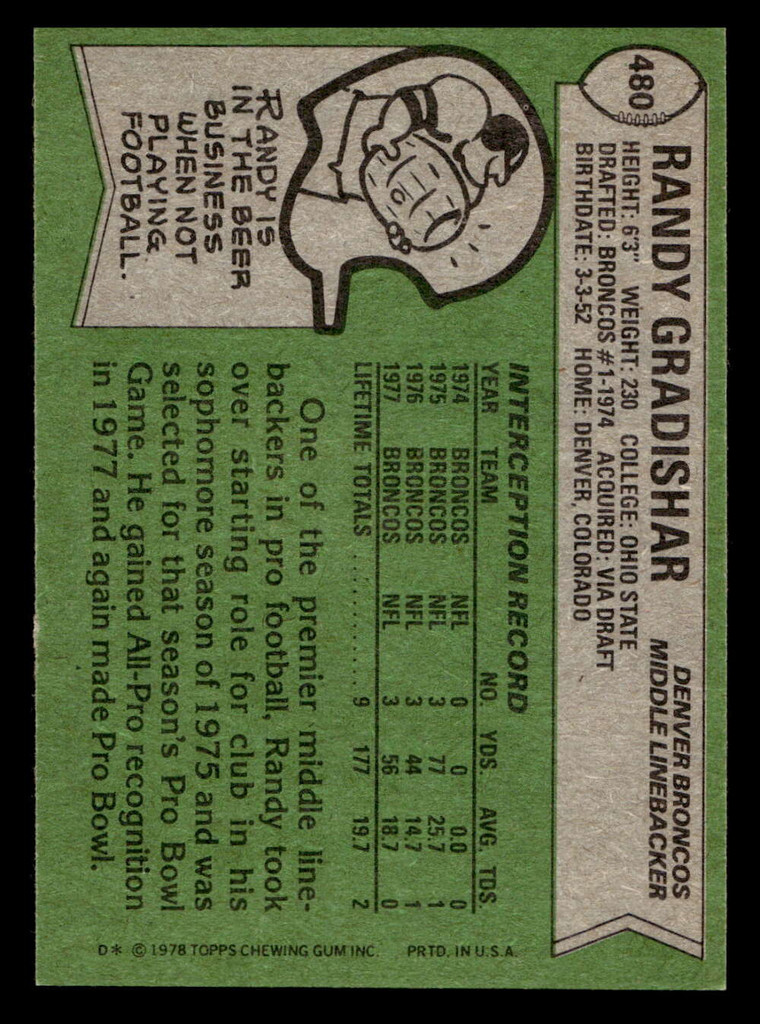 480
RANDY GRADISHAR
DENVER BRONCOS
MIDDLE LINEBACKER
HEIGHT: 6'3" WEIGHT: 230 COLLEGE: OHIO STATE
DRAFTED: BRONCOS #1-1974 ACQUIRED: VIA DRAFT
BIRTHDATE: 3-3-52 HOME: DENVER, COLORADO
RANDY IS
IN THE BEER
BUSINESS
WHEN NOT
PLAYING
FOOTBALL.
INTERCEPTION RECORD
YEAR TEAM NO. YDS. AVG. TDS.
1974 BRONCOS NFL 0 0 0.0 0
1975 BRONCOS NFL 3 77 25.7 1
1976 BRONCOS NFL 3 44 14.7 1
1977 BRONCOS NFL 3 56 18.7 0
LIFETIME TOTALS .............. 9 177 19.7 2
One of the premier middle line-
backers in pro football, Randy took
over starting role for club in his
sophomore season of 1975 and was
selected for that season's Pro Bowl
Game. He gained All-Pro recognition
in 1977 and again made Pro Bowl.
D* © 1978 TOPPS CHEWING GUM INC. PRTD. IN U.S.A.